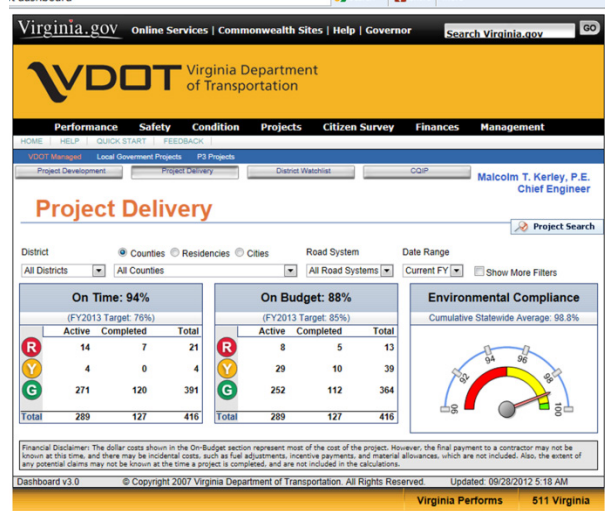 Virginia.gov Online Services | Commonwealth Sites | Help | Governor Search Virginia.gov GO
VDOT Virginia Department
of Transportation
Performance Safety Condition Projects Citizen Survey Finances Management
HOME | HELP | QUICK START | FEEDBACK
VDOT Managed Local Goverment Projects P3 Projects
Project Development Project Delivery District Watchlist CQIP
Malcolm T. Kerley, P.E.
Chief Engineer
Project Delivery
Project Search
District Counties Residencies Cities Road System Date Range
All Districts All Counties All Road Systems Current FY Show More Filters
On Time: 94%
(FY2013 Target: 76%)
Active Completed Total
R 14 7 21
Y 4 0 4
G 271 120 391
Total 289 127 416
On Budget: 88%
(FY2013 Target: 85%)
Active Completed Total
R 8 5 13
Y 29 10 39
G 252 112 364
Total 289 127 416
Environmental Compliance
Cumulative Statewide Average: 98.8%
90 92 94 96 98 100
Financial Disclaimer: The dollar costs shown in the On-Budget section represent most of the cost of the project. However, the final payment to a contractor may not be
known at this time, and there may be incidental costs, such as fuel adjustments, incentive payments, and material allowances, which are not included. Also, the extent of
any potential claims may not be known at the time a project is completed, and are not included in the calculations.
Dashboard v3.0 © Copyright 2007 Virginia Department of Transportation. All Rights Reserved. Updated: 09/28/2012 5:18 AM
Virginia Performs 511 Virginia